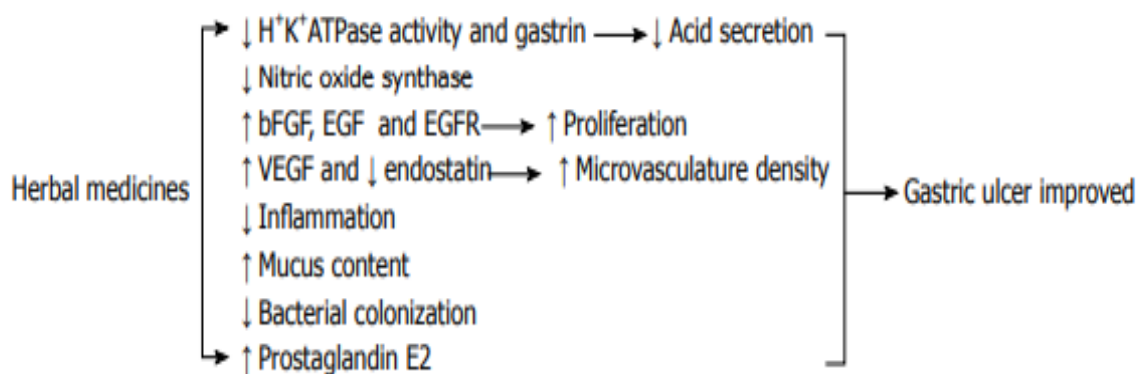 ↓ H⁺K⁺ATPase activity and gastrin → ↓ Acid secretion
↓ Nitric oxide synthase
↑ bFGF, EGF and EGFR → ↑ Proliferation
↑ VEGF and ↓ endostatin → ↑ Microvasculature density
Herbal medicines
Gastric ulcer improved
↓ Inflammation
↑ Mucus content
↓ Bacterial colonization
↑ Prostaglandin E2